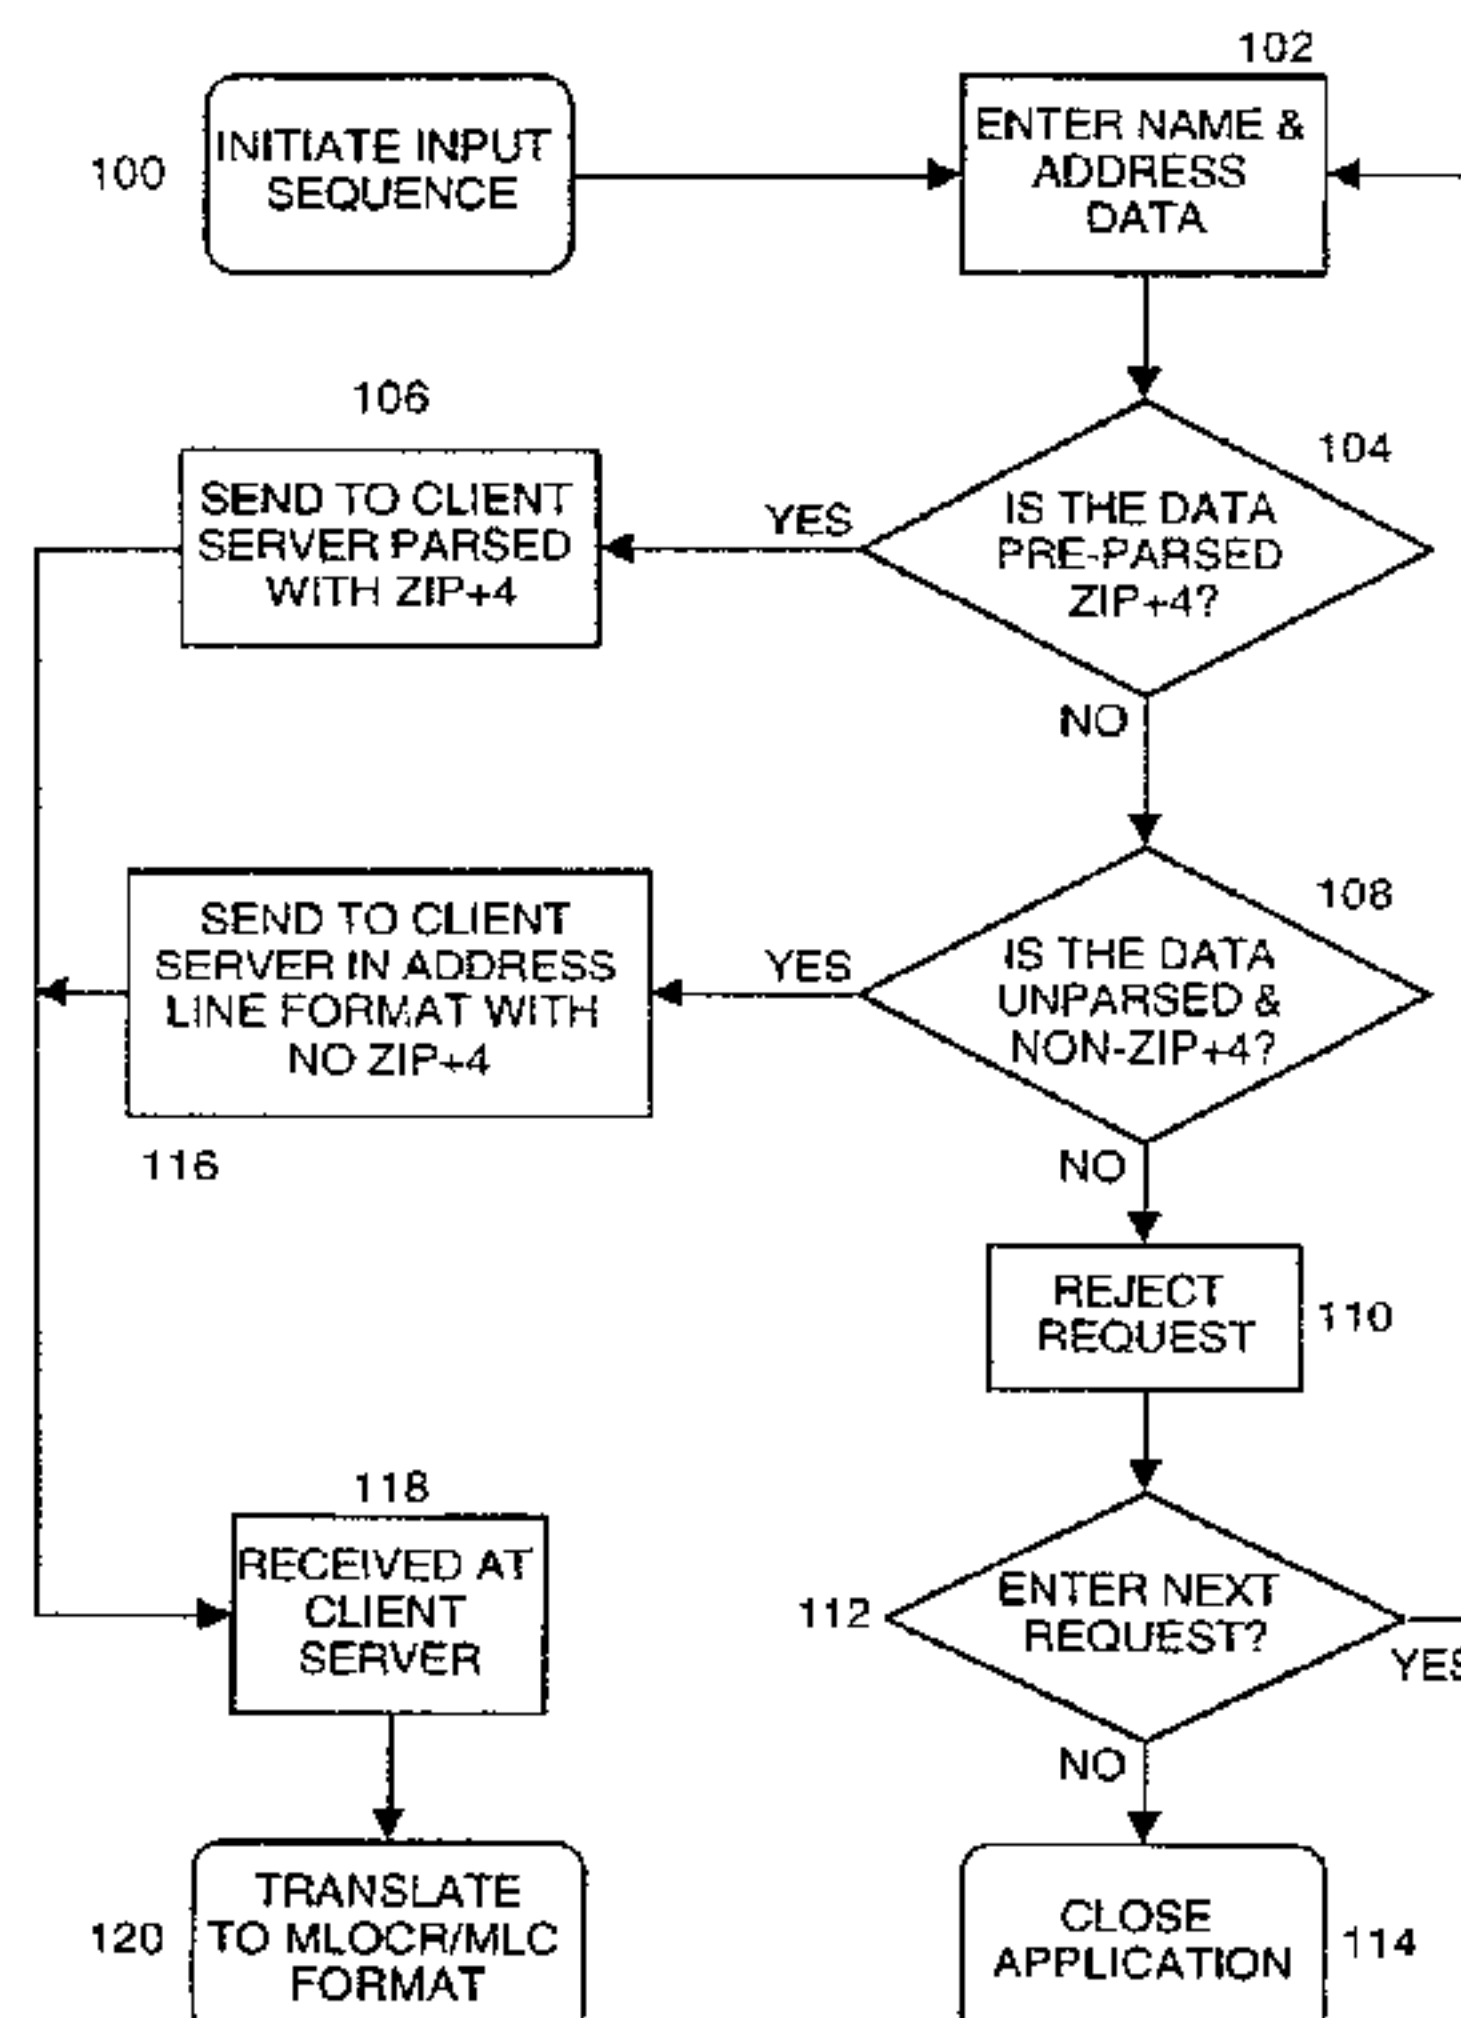 102
100
INITIATE INPUT
SEQUENCE
ENTER NAME &
ADDRESS
DATA
106
104
SEND TO CLIENT
SERVER PARSED
WITH ZIP+4
YES
IS THE DATA
PRE-PARSED
ZIP+4?
NO
108
SEND TO CLIENT
SERVER IN ADDRESS
LINE FORMAT WITH
NO ZIP+4
YES
IS THE DATA
UNPARSED &
NON-ZIP+4?
116
NO
REJECT
REQUEST
110
118
RECEIVED AT
CLIENT
SERVER
112
ENTER NEXT
REQUEST?
YES
NO
120
TRANSLATE
TO MLOCR/MLC
FORMAT
CLOSE
APPLICATION
114